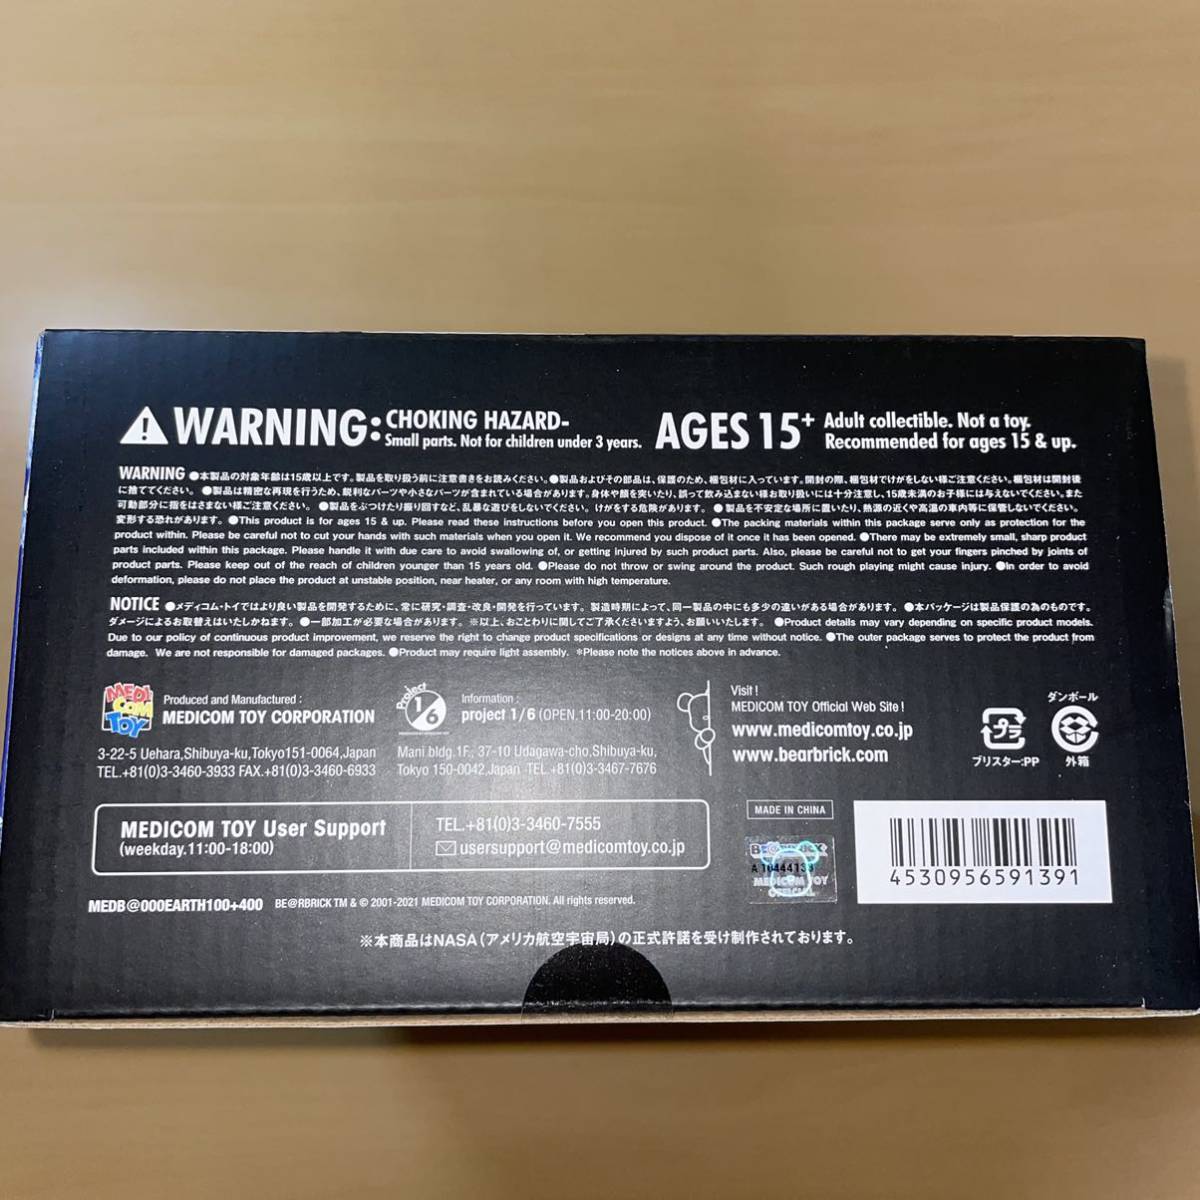 WARNING: CHOKING HAZARD-
Small parts. Not for children under 3 years.
AGES 15+ Adult collectible. Not a toy.
Recommended for ages 15 & up.
WARNING ●本製品の対象年齢は15歳以上です。製品を取り扱う前に注意書きをお読みください。●製品およびその部品は、保護のため、梱包材に入っています。開封の際、梱包材でけがをしない様ご注意ください。梱包材は開封後
に捨ててください。 ●製品は精密な再現を行うため、鋭利なパーツや小さなパーツが含まれている場合があります。身体や顔を突いたり、誤って飲み込まない様お取り扱いには十分注意し、15歳未満のお子様には与えないでください。また
可動部分に指をはさまない様ご注意ください。 ●製品をぶつけたり振り回すなど、乱暴な遊びをしないでください。けがをする危険があります。 ●製品を不安定な場所に置いたり、熱源の近くや高温の車内等に保管しないでください。
変形する恐れがあります。 ●This product is for ages 15 & up. Please read these instructions before you open this product. ●The packing materials within this package serve only as protection for the
product within. Please be careful not to cut your hands with such materials when you open it. We recommend you dispose of it once it has been opened. ●There may be extremely small, sharp product
parts included within this package. Please handle it with due care to avoid swallowing of, or getting injured by such product parts. Also, please be careful not to get your fingers pinched by joints of
product parts. Please keep out of the reach of children younger than 15 years old. ●Please do not throw or swing around the product. Such rough playing might cause injury. ●In order to avoid
deformation, please do not place the product at unstable position, near heater, or any room with high temperature.
NOTICE ●メディコム・トイではより良い製品を開発するために、常に研究・調査・改良・開発を行っています。 製造時期によって、同一製品の中にも多少の違いがある場合があります。 ●本パッケージは製品保護の為のものです。
ダメージによるお取替えはいたしかねます。 ●一部加工が必要な場合があります。 ※以上、おことわりに関してご了承くださいますよう、お願いいたします。 ●Product details may vary depending on specific product models.
Due to our policy of continuous product improvement, we reserve the right to change product specifications or designs at any time without notice. ●The outer package serves to protect the product from
damage. We are not responsible for damaged packages. ●Product may require light assembly. *Please note the notices above in advance.
MEDI COM TOY
Produced and Manufactured :
MEDICOM TOY CORPORATION
3-22-5 Uehara,Shibuya-ku,Tokyo151-0064,Japan
TEL.+81(0)3-3460-3933 FAX.+81(0)3-3460-6933
Project 1/6
Information :
project 1/6 (OPEN.11:00-20:00)
Mani bldg.1F., 37-10 Udagawa-cho,Shibuya-ku,
Tokyo 150-0042,Japan TEL +81(0)3-3467-7676
Visit !
MEDICOM TOY Official Web Site !
www.medicomtoy.co.jp
www.bearbrick.com
プラ
ブリスター:PP
ダンボール
外箱
MEDICOM TOY User Support
(weekday.11:00-18:00)
TEL.+81(0)3-3460-7555
usersupport@medicomtoy.co.jp
MADE IN CHINA
BE@RBRICK
MEDICOM TOY
OFFICIAL
4530956591391
MEDB@000EARTH100+400
BE@RBRICK TM & © 2001-2021 MEDICOM TOY CORPORATION. All rights reserved.
※本商品はNASA(アメリカ航空宇宙局)の正式許諾を受け制作されております。